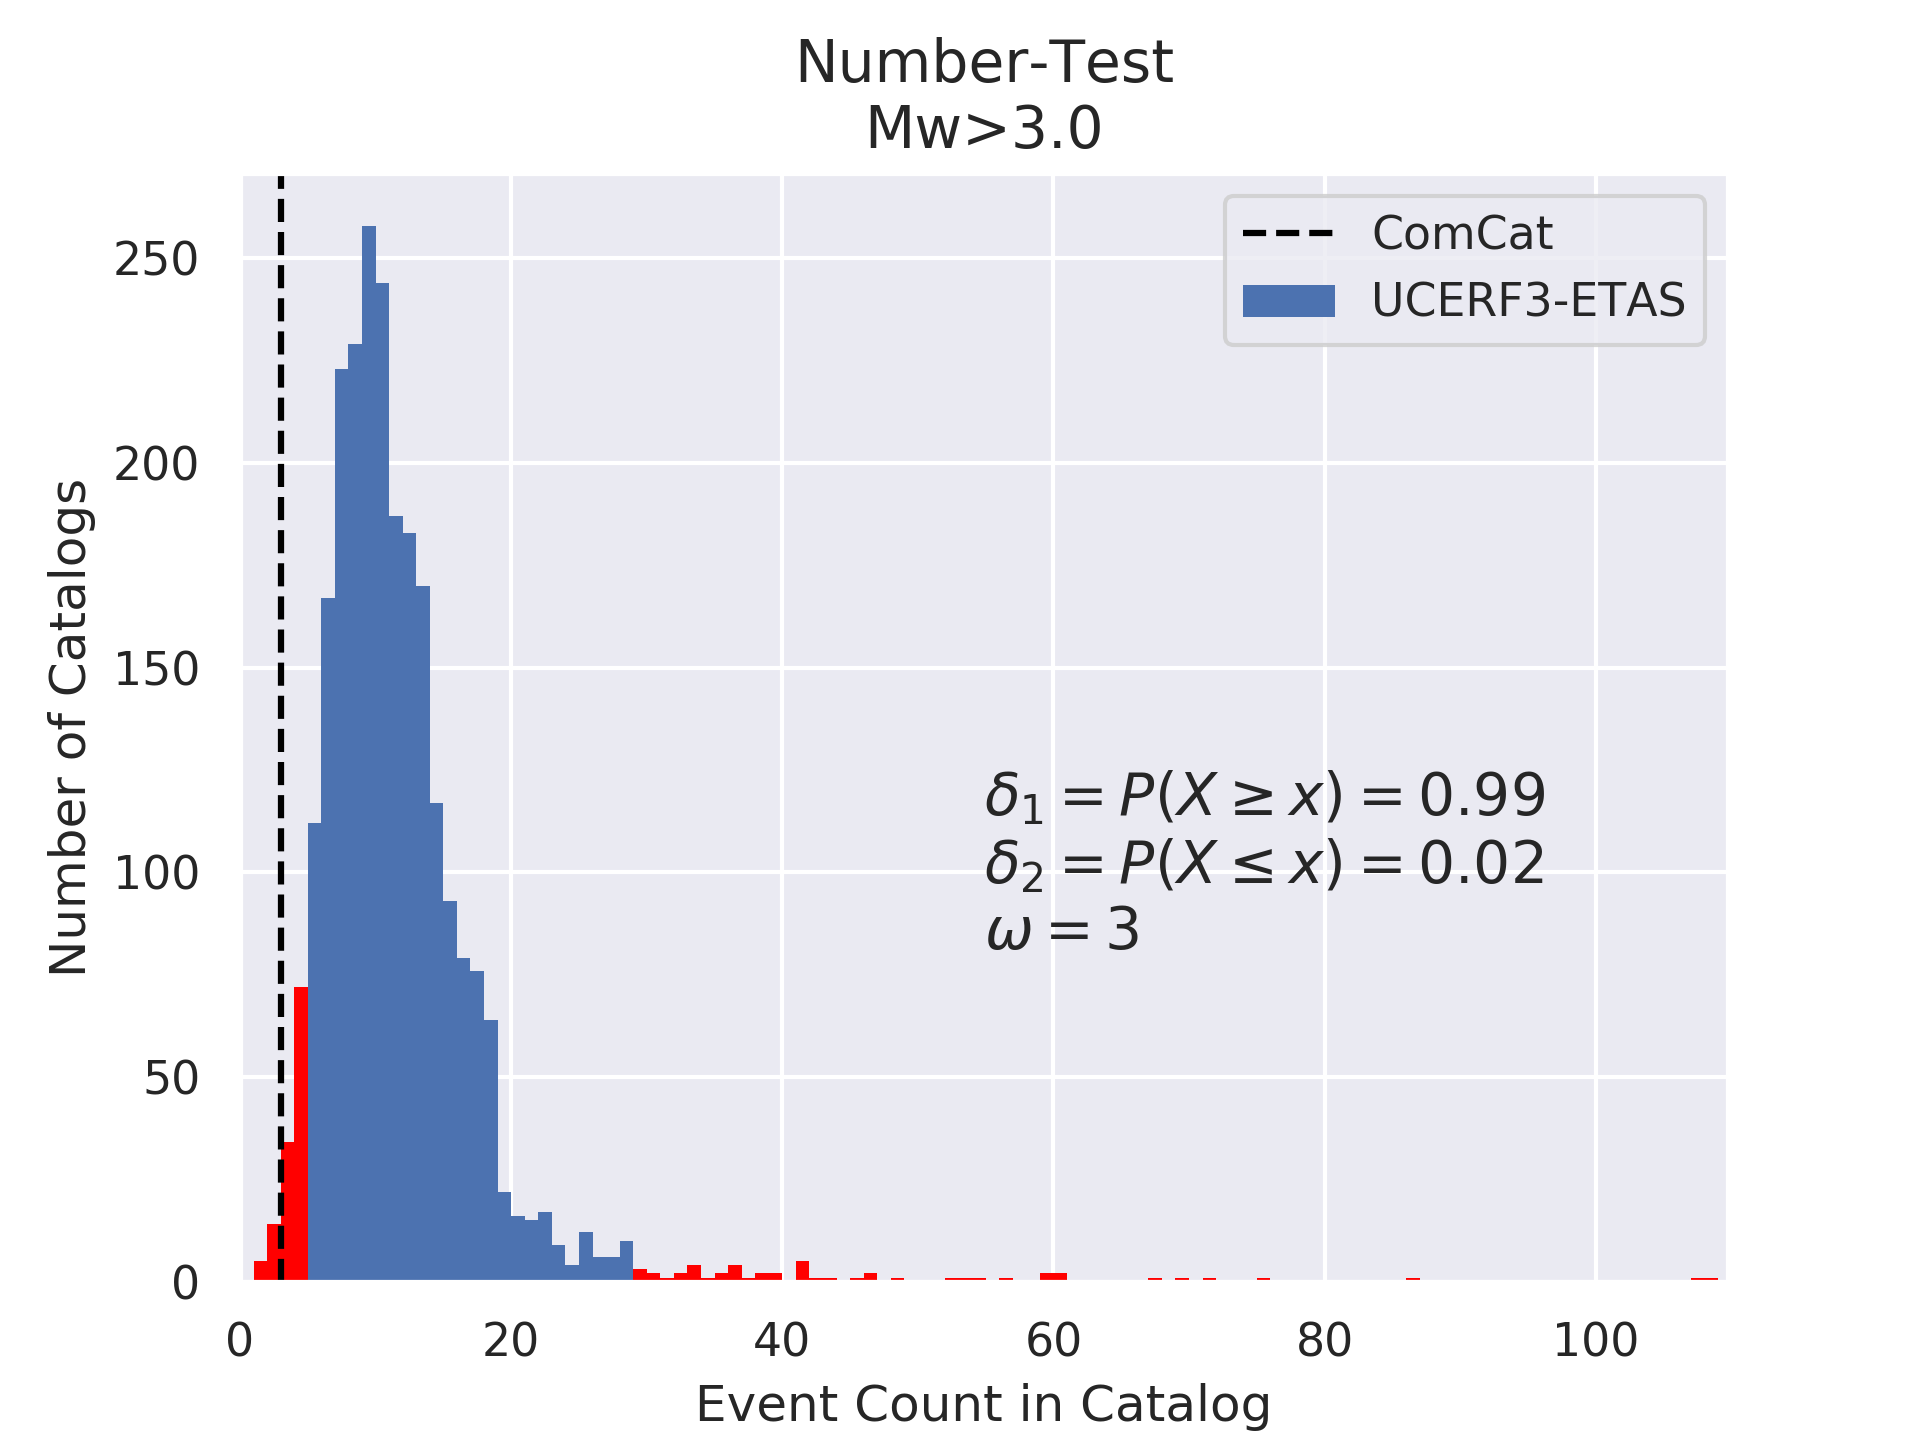 Number-Test
Mw>3.0
ComCat
UCERF3-ETAS
250
200
150
100
50
0
Number of Catalogs
δ₁ = P(X ≥ x) = 0.99
δ₂ = P(X ≤ x) = 0.02
ω = 3
0 20 40 60 80 100
Event Count in Catalog